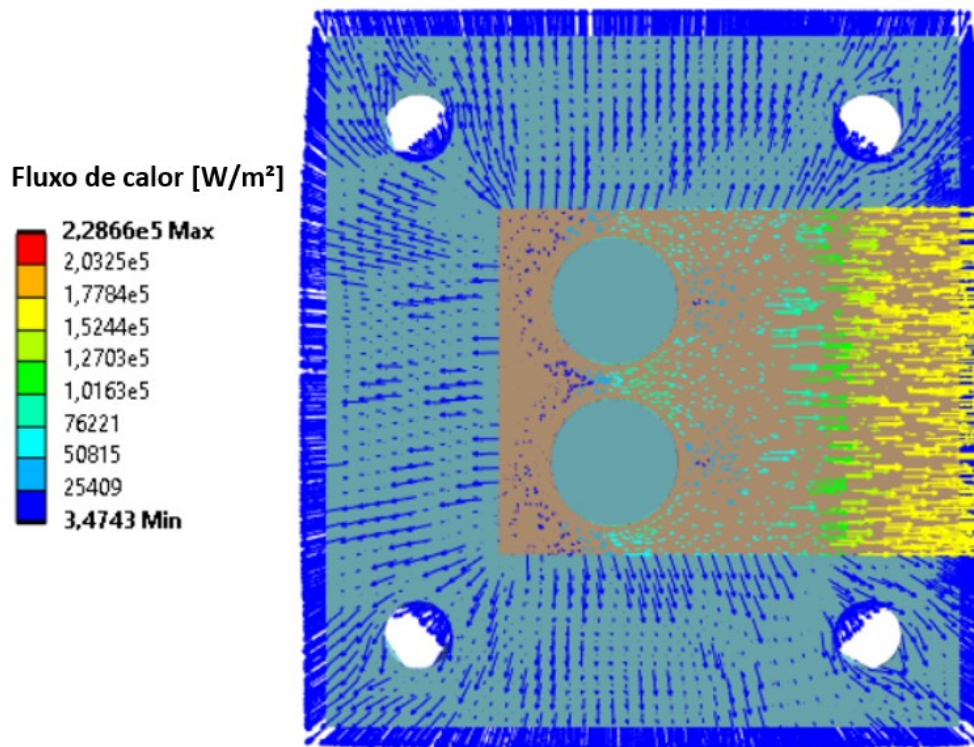 Fluxo de calor [W/m²]
2,2866e5 Max
2,0325e5
1,7784e5
1,5244e5
1,2703e5
1,0163e5
76221
50815
25409
3,4743 Min